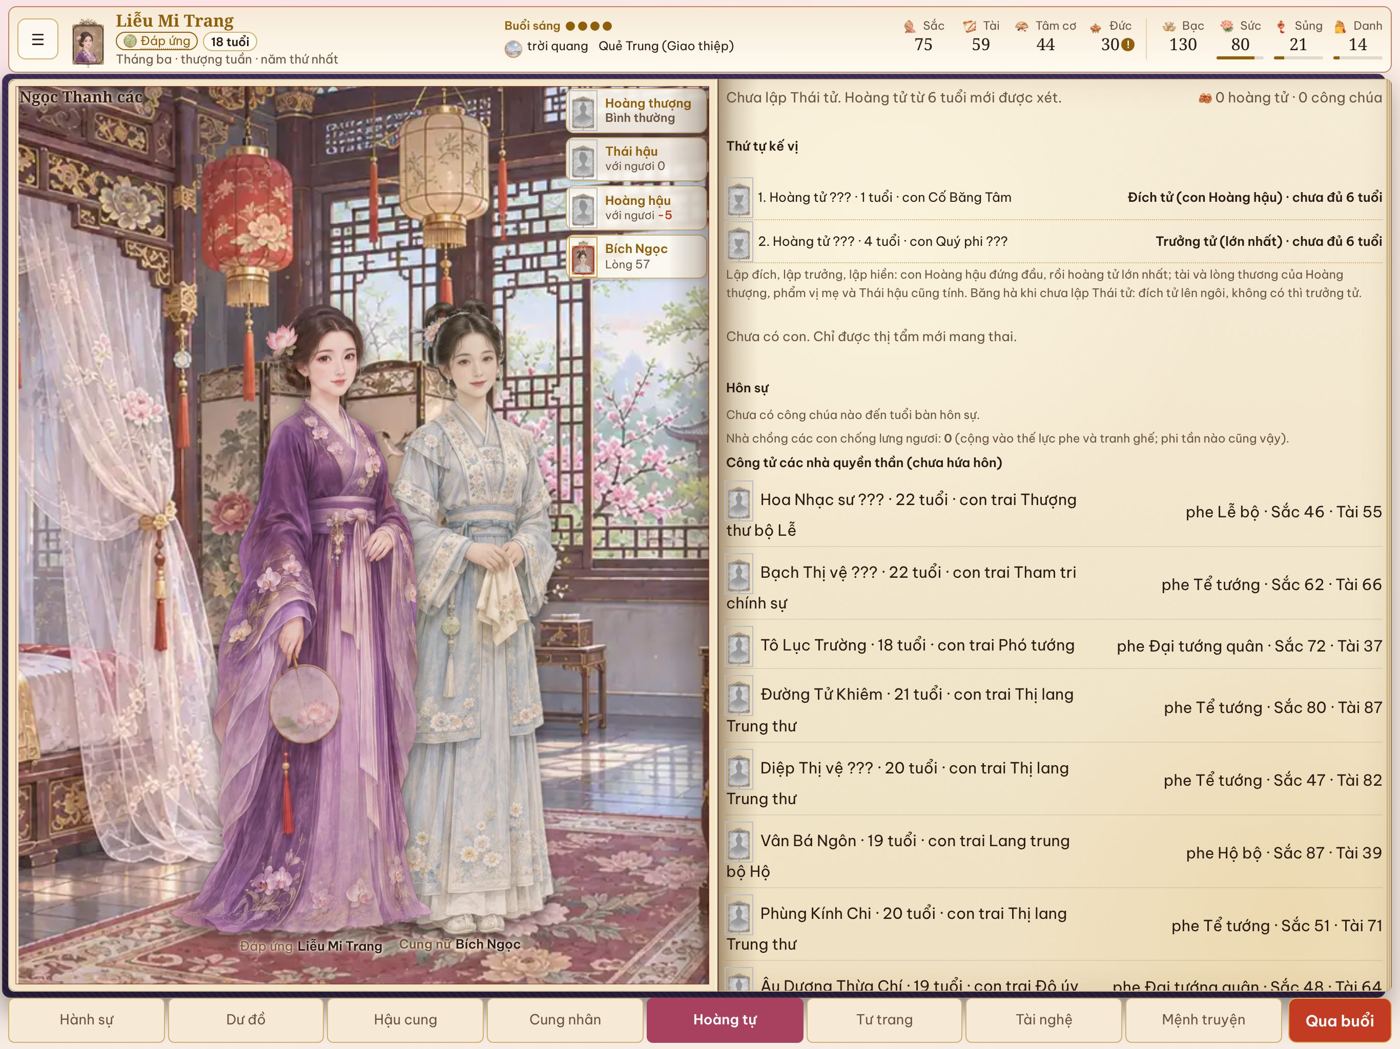 ☰
Liễu Mi Trang
Đáp ứng 18 tuổi
Tháng ba · thượng tuần · năm thứ nhất
Buổi sáng
trời quang Quẻ Trung (Giao thiệp)
Sắc Tài Tâm cơ Đức Bạc Sức Sủng Danh
75 59 44 30 ! 130 80 21 14
Ngọc Thanh các
Hoàng thượng
Bình thường
Thái hậu
với ngươi 0
Hoàng hậu
với ngươi -5
Bích Ngọc
Lòng 57
Đáp ứng Liễu Mi Trang
Cung nữ Bích Ngọc
Chưa lập Thái tử. Hoàng tử từ 6 tuổi mới được xét.
0 hoàng tử · 0 công chúa
Thứ tự kế vị
1. Hoàng tử ??? · 1 tuổi · con Cố Băng Tâm
Đích tử (con Hoàng hậu) · chưa đủ 6 tuổi
2. Hoàng tử ??? · 4 tuổi · con Quý phi ???
Trưởng tử (lớn nhất) · chưa đủ 6 tuổi
Lập đích, lập trưởng, lập hiền: con Hoàng hậu đứng đầu, rồi hoàng tử lớn nhất; tài và lòng thương của Hoàng
thượng, phẩm vị mẹ và Thái hậu cũng tính. Băng hà khi chưa lập Thái tử: đích tử lên ngôi, không có thì trưởng tử.
Chưa có con. Chỉ được thị tẩm mới mang thai.
Hôn sự
Chưa có công chúa nào đến tuổi bàn hôn sự.
Nhà chồng các con chống lưng ngươi: 0 (cộng vào thế lực phe và tranh ghế; phi tần nào cũng vậy).
Công tử các nhà quyền thần (chưa hứa hôn)
Hoa Nhạc sư ??? · 22 tuổi · con trai Thượng
thư bộ Lễ
phe Lễ bộ · Sắc 46 · Tài 55
Bạch Thị vệ ??? · 22 tuổi · con trai Tham tri
chính sự
phe Tể tướng · Sắc 62 · Tài 66
Tô Lục Trường · 18 tuổi · con trai Phó tướng
phe Đại tướng quân · Sắc 72 · Tài 37
Đường Tử Khiêm · 21 tuổi · con trai Thị lang
Trung thư
phe Tể tướng · Sắc 80 · Tài 87
Diệp Thị vệ ??? · 20 tuổi · con trai Thị lang
Trung thư
phe Tể tướng · Sắc 47 · Tài 82
Vân Bá Ngôn · 19 tuổi · con trai Lang trung
bộ Hộ
phe Hộ bộ · Sắc 87 · Tài 39
Phùng Kính Chi · 20 tuổi · con trai Thị lang
Trung thư
phe Tể tướng · Sắc 51 · Tài 71
Âu Dương Thừa Chí · 19 tuổi · con trai Đô úy
phe Đại tướng quân · Sắc 48 · Tài 64
Hành sự
Dư đồ
Hậu cung
Cung nhân
Hoàng tự
Tư trang
Tài nghệ
Mệnh truyện
Qua buổi